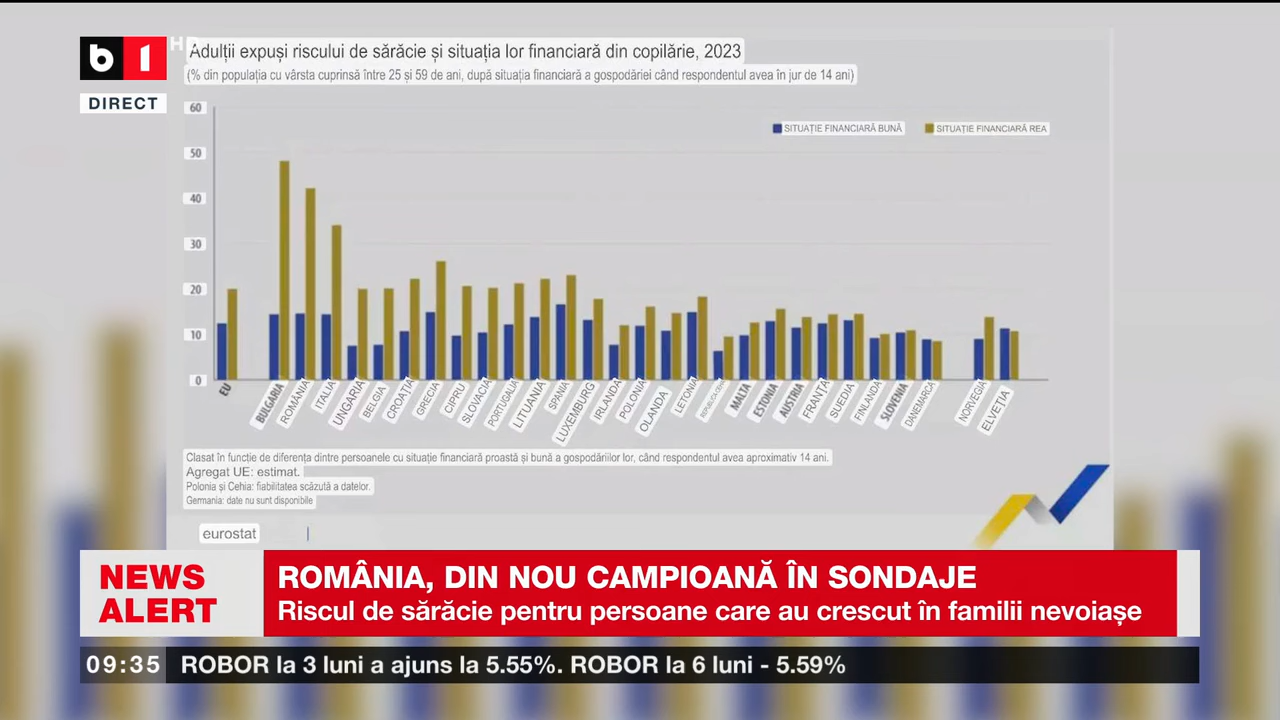 b 1 HD
DIRECT
Adulții expuși riscului de sărăcie și situația lor financiară din copilărie, 2023
(% din populația cu vârsta cuprinsă între 25 și 59 de ani, după situația financiară a gospodăriei când respondentul avea în jur de 14 ani)
60
50
40
30
20
10
0
SITUAȚIE FINANCIARĂ BUNĂ
SITUAȚIE FINANCIARĂ REA
EU
BULGARIA
ROMÂNIA
ITALIA
UNGARIA
BELGIA
CROAȚIA
GRECIA
CIPRU
SLOVACIA
PORTUGALIA
LITUANIA
SPANIA
LUXEMBURG
IRLANDA
POLONIA
OLANDA
LETONIA
REPUBLICA CEHĂ
MALTA
ESTONIA
AUSTRIA
FRANȚA
SUEDIA
FINLANDA
SLOVENIA
DANEMARCA
NORVEGIA
ELVEȚIA
Clasat în funcție de diferența dintre persoanele cu situație financiară proastă și bună a gospodăriilor lor, când respondentul avea aproximativ 14 ani.
Agregat UE: estimat.
Polonia și Cehia: fiabilitatea scăzută a datelor.
Germania: date nu sunt disponibile
eurostat
NEWS ALERT
ROMÂNIA, DIN NOU CAMPIOANĂ ÎN SONDAJE
Riscul de sărăcie pentru persoane care au crescut în familii nevoiașe
09:35 ROBOR la 3 luni a ajuns la 5.55%. ROBOR la 6 luni - 5.59%